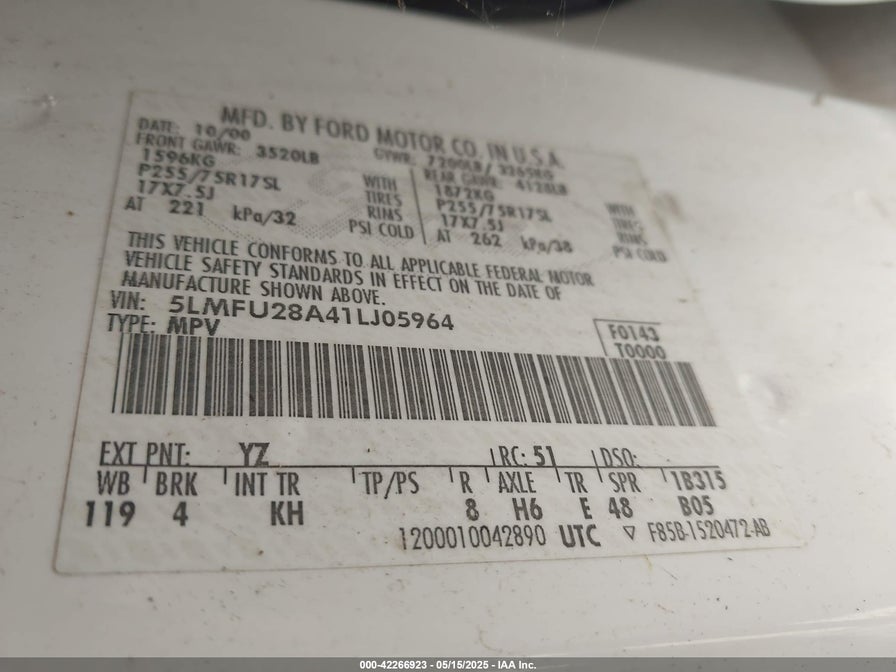 MFD. BY FORD MOTOR CO. IN U.S.A.
DATE: 10/00 GVWR: 7200LB/ 3265KG
FRONT GAWR: 3520LB REAR GAWR: 4128LB
1596KG WITH 1872KG WITH
P255/75R17SL TIRES P255/75R17SL TIRES
17X7.5J RINS 17X7.5J RINS
AT 221 kPa/32 PSI COLD AT 262 kPa/38 PSI COLD
THIS VEHICLE CONFORMS TO ALL APPLICABLE FEDERAL MOTOR
VEHICLE SAFETY STANDARDS IN EFFECT ON THE DATE OF
MANUFACTURE SHOWN ABOVE.
VIN: 5LMFU28A41LJ05964
TYPE: MPV
F0143
T0000
EXT PNT: YZ RC: 51 DSO:
WB BRK INT TR TP/PS R AXLE TR SPR 1B315
119 4 KH 8 H6 E 48 B05
1200010042890 UTC ▽ F85B-1520472-AB
000-42266923 - 05/15/2025 - IAA Inc.